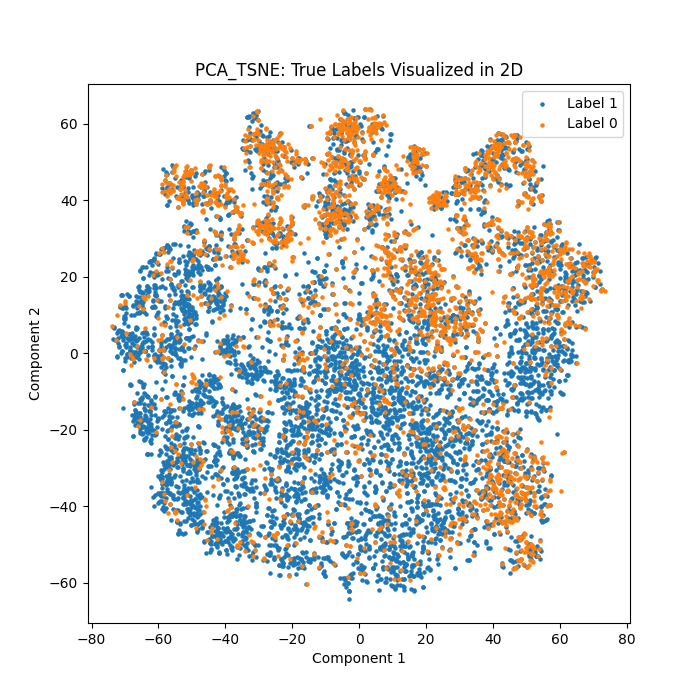 PCA_TSNE: True Labels Visualized in 2D
Label 1
Label 0
60
40
20
0
−20
−40
−60
Component 2
−80 −60 −40 −20 0 20 40 60 80
Component 1